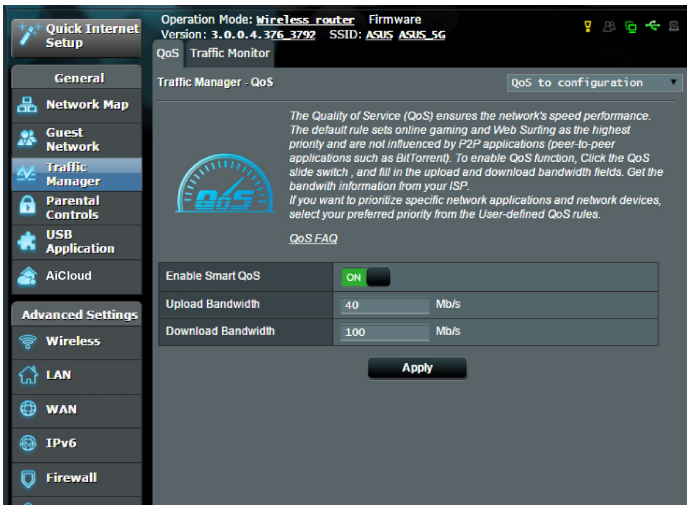 Quick Internet
Setup
Operation Mode: Wireless router Firmware
Version: 3.0.0.4.376_3792 SSID: ASUS ASUS_5G
QoS Traffic Monitor
General
Network Map
Guest
Network
Traffic
Manager
Parental
Controls
USB
Application
AiCloud
Advanced Settings
Wireless
LAN
WAN
IPv6
Firewall
Traffic Manager - QoS
QoS to configuration
QoS
The Quality of Service (QoS) ensures the network's speed performance.
The default rule sets online gaming and Web Surfing as the highest
priority and are not influenced by P2P applications (peer-to-peer
applications such as BitTorrent). To enable QoS function, Click the QoS
slide switch , and fill in the upload and download bandwidth fields. Get the
bandwith information from your ISP.
If you want to prioritize specific network applications and network devices,
select your preferred priority from the User-defined QoS rules.
QoS FAQ
Enable Smart QoS ON
Upload Bandwidth 40 Mb/s
Download Bandwidth 100 Mb/s
Apply